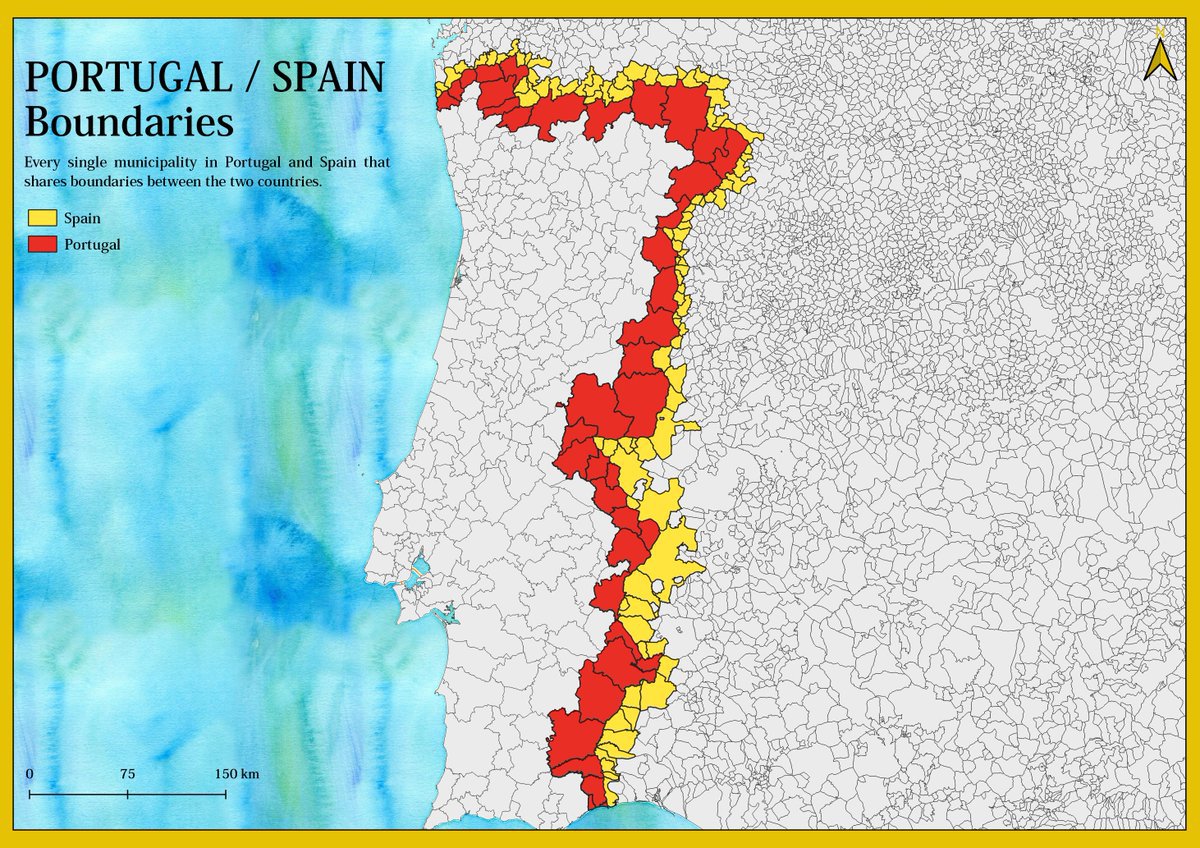 N
PORTUGAL / SPAIN
Boundaries
Every single municipality in Portugal and Spain that
shares boundaries between the two countries.
Spain
Portugal
0 75 150 km